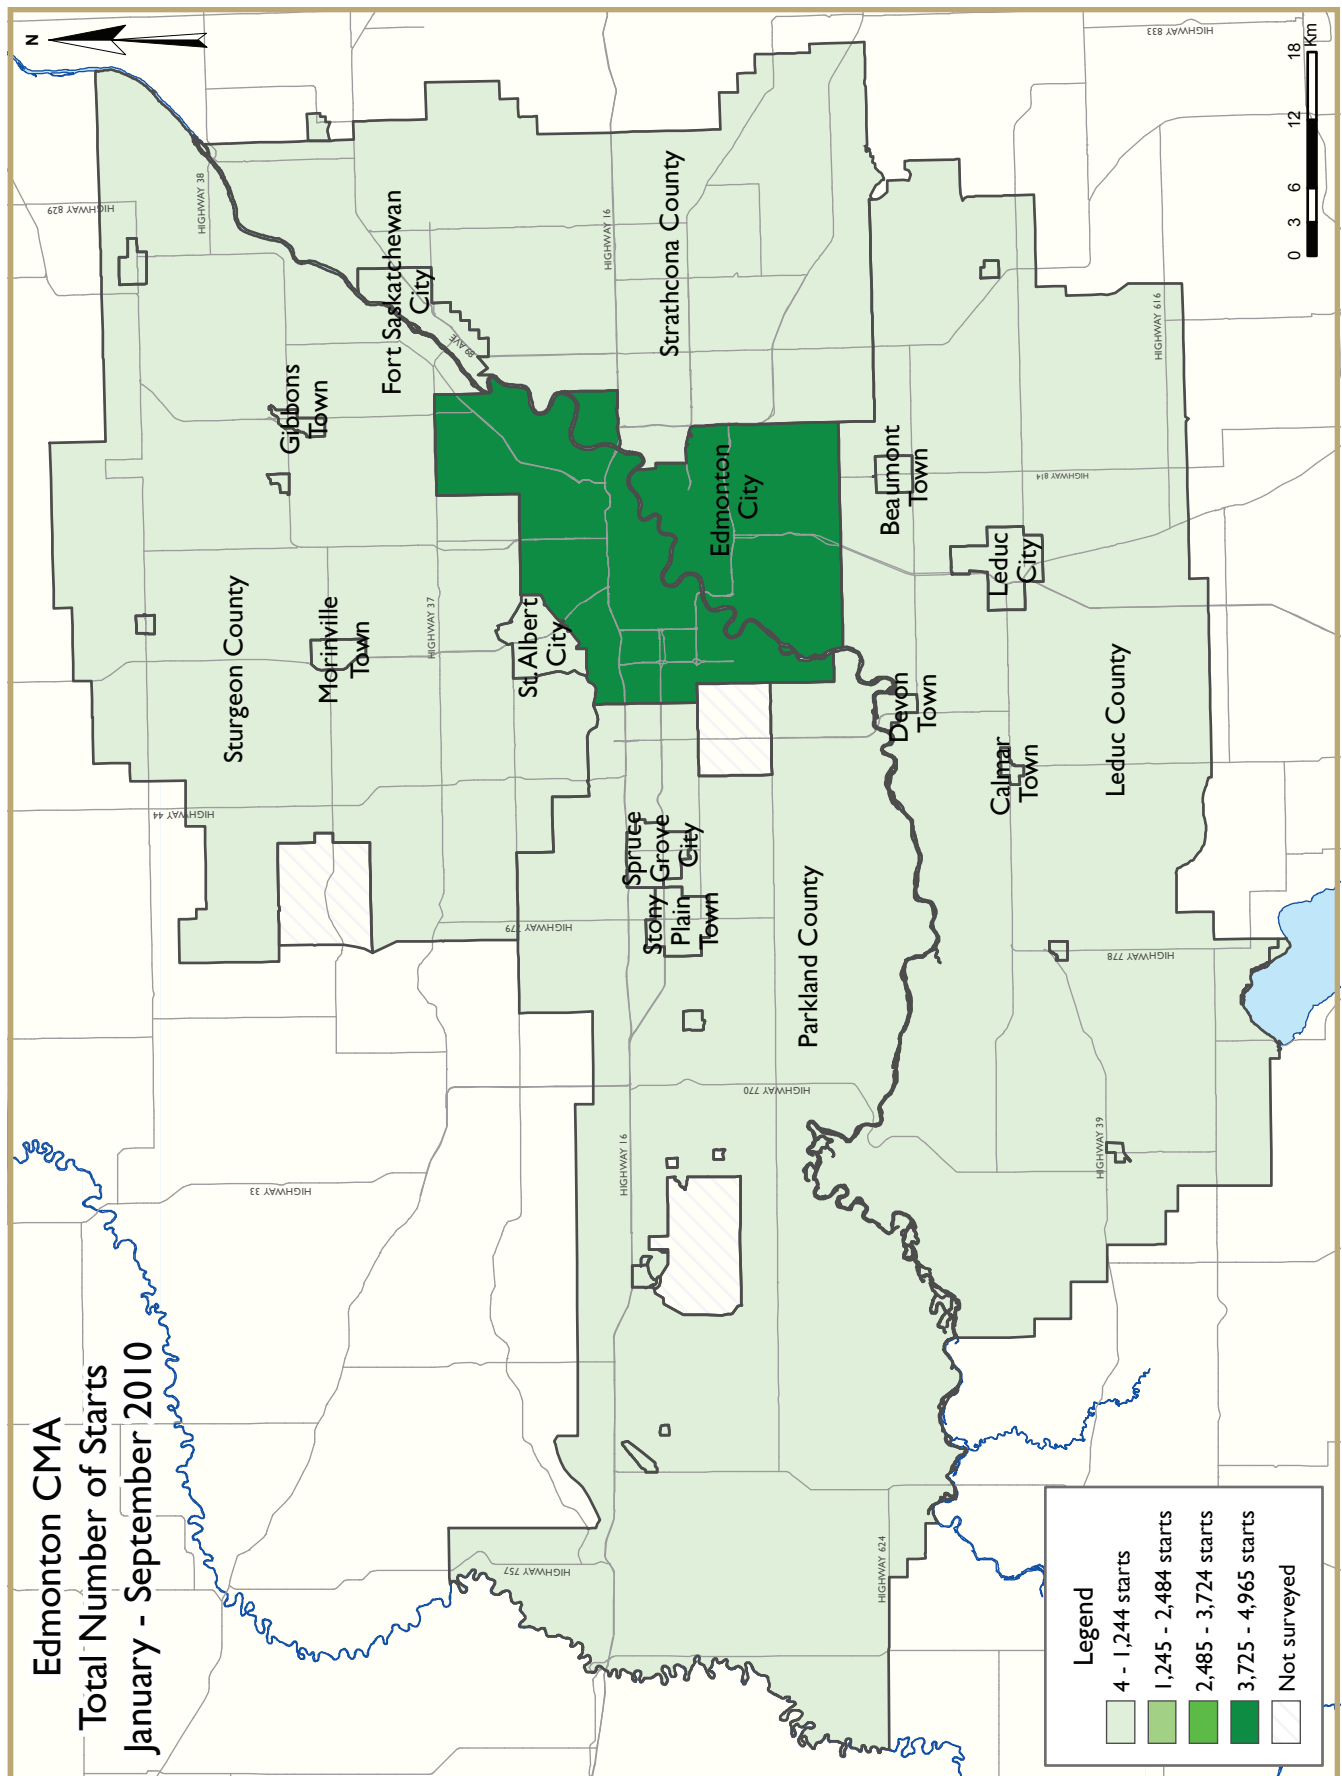 Edmonton CMA
Total Number of Starts
January - September 2010
N
HIGHWAY 829
HIGHWAY 38
HIGHWAY 833
Gibbons
Town
Fort Saskatchewan
City
89 AVE
HIGHWAY 16
Strathcona County
Sturgeon County
Morinville
Town
HIGHWAY 37
HIGHWAY 44
St. Albert
City
Edmonton
City
Beaumont
Town
HIGHWAY 814
HIGHWAY 616
Leduc
City
Devon
Town
Calmar
Town
Leduc County
Spruce
Grove
City
Stony
Plain
Town
HIGHWAY 779
Parkland County
HIGHWAY 778
HIGHWAY 770
HIGHWAY 39
HIGHWAY 16
HIGHWAY 33
HIGHWAY 757
HIGHWAY 624
0 3 6 12 18
Km
Legend
4 - 1,244 starts
1,245 - 2,484 starts
2,485 - 3,724 starts
3,725 - 4,965 starts
Not surveyed